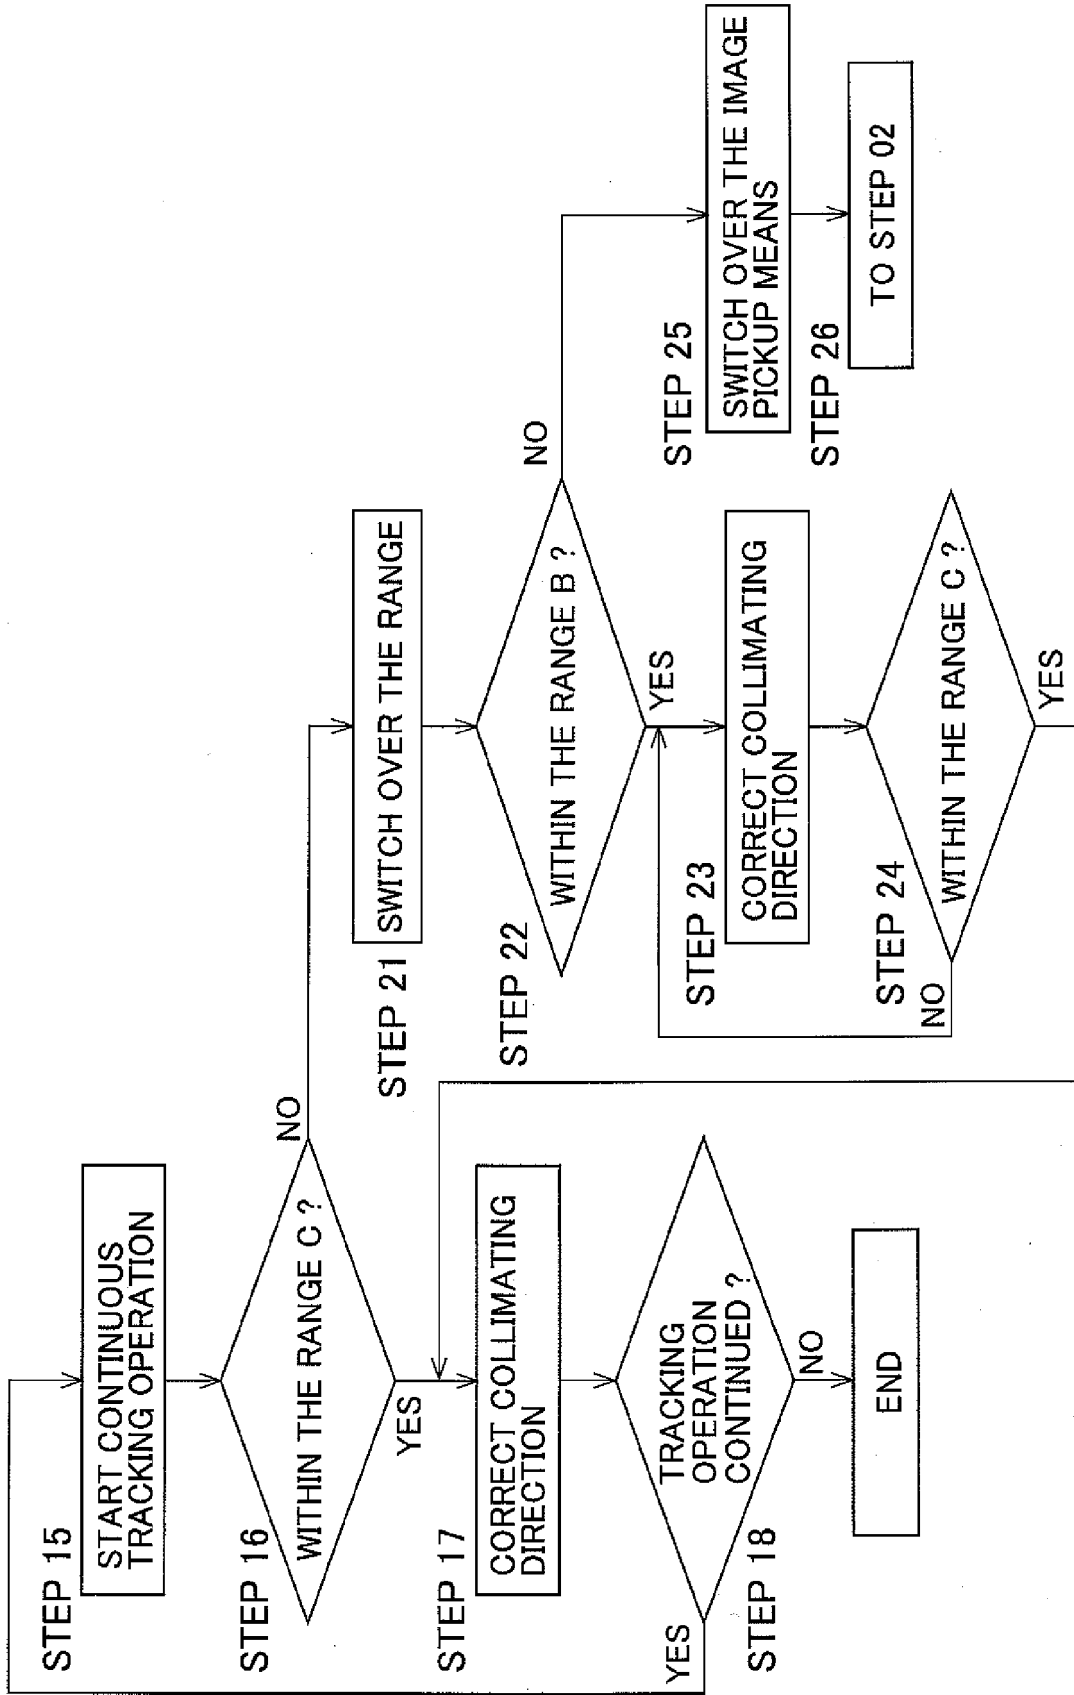 STEP 15
START CONTINUOUS
TRACKING OPERATION
STEP 16
WITHIN THE RANGE C ?
NO
YES
STEP 17
CORRECT COLLIMATING
DIRECTION
TRACKING
OPERATION
CONTINUED ?
YES
STEP 18
NO
END
STEP 21
SWITCH OVER THE RANGE
STEP 22
WITHIN THE RANGE B ?
NO
YES
STEP 23
CORRECT COLLIMATING
DIRECTION
STEP 24
WITHIN THE RANGE C ?
NO
YES
STEP 25
SWITCH OVER THE IMAGE
PICKUP MEANS
STEP 26
TO STEP 02